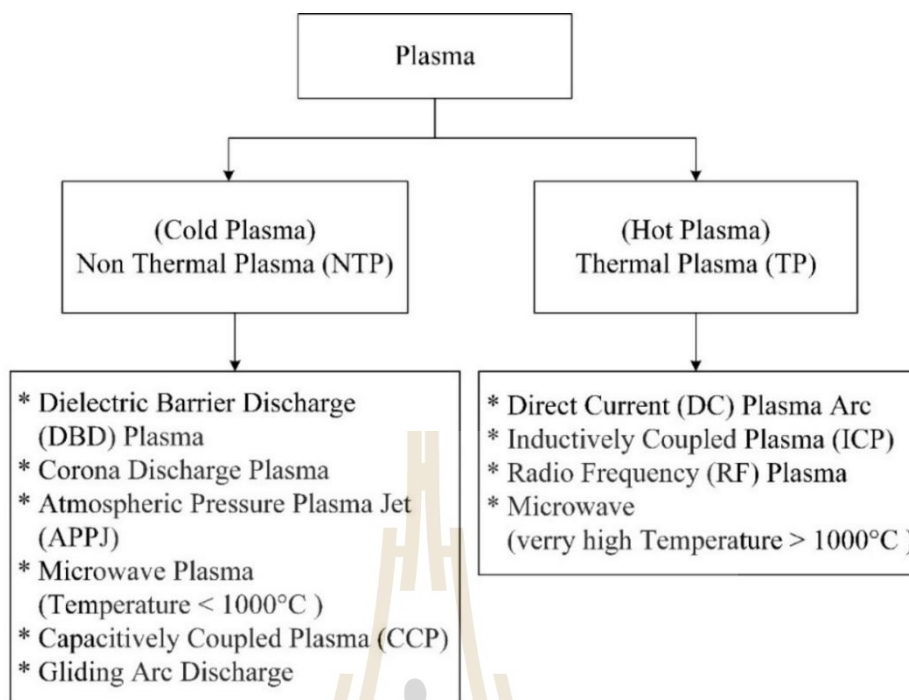 Plasma
(Cold Plasma)
Non Thermal Plasma (NTP)
(Hot Plasma)
Thermal Plasma (TP)
* Dielectric Barrier Discharge
(DBD) Plasma
* Corona Discharge Plasma
* Atmospheric Pressure Plasma Jet
(APPJ)
* Microwave Plasma
(Temperature < 1000°C )
* Capacitively Coupled Plasma (CCP)
* Gliding Arc Discharge
* Direct Current (DC) Plasma Arc
* Inductively Coupled Plasma (ICP)
* Radio Frequency (RF) Plasma
* Microwave
(verry high Temperature > 1000°C )